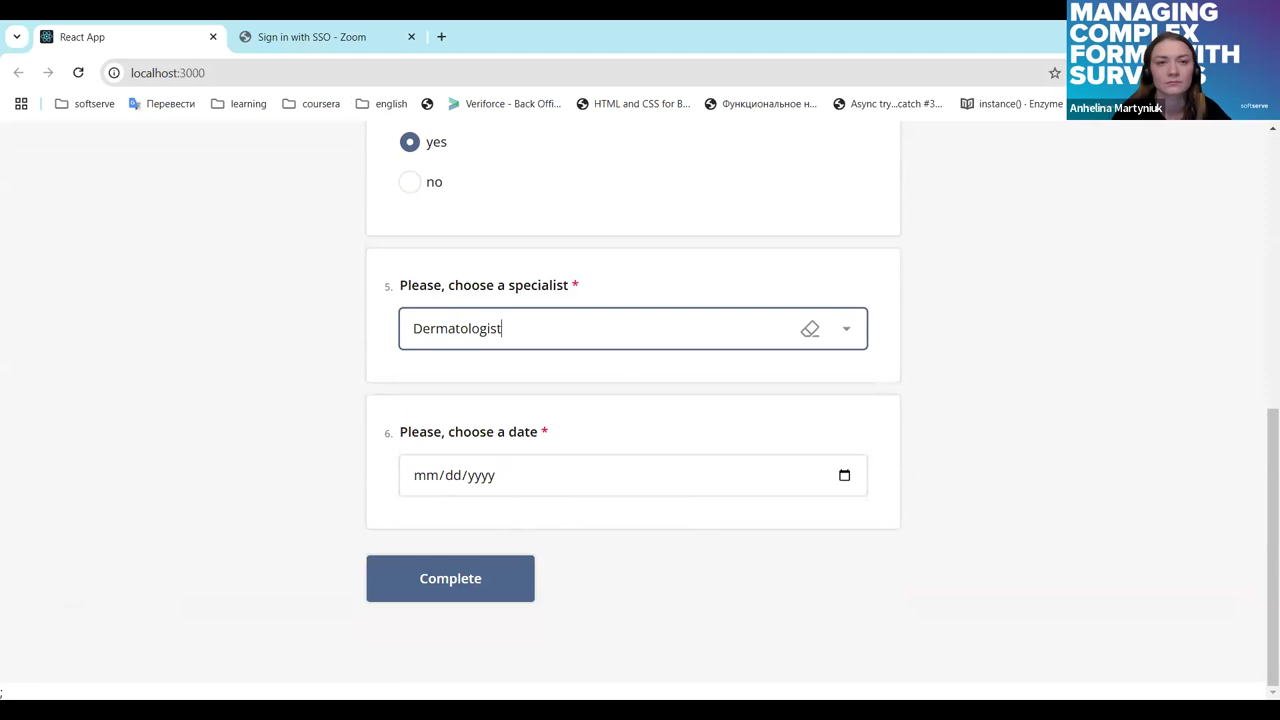 React App
Sign in with SSO - Zoom
localhost:3000
softserve
Перевести
learning
coursera
english
Veriforce - Back Offi...
HTML and CSS for B...
Функциональное н...
Async try...catch #3...
instance() · Enzyme
MANAGING
COMPLEX
WITH
Anhelina Martyniuk
softserve
yes
no
5. Please, choose a specialist *
Dermatologist
6. Please, choose a date *
mm/dd/yyyy
Complete
;